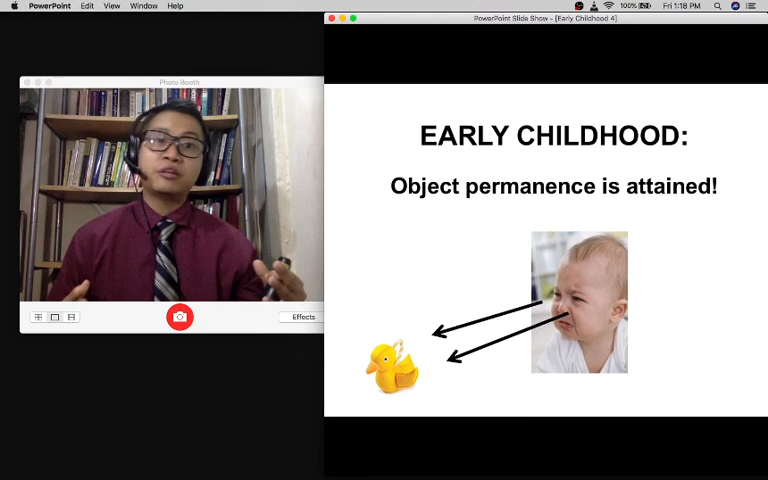 PowerPoint Edit View Window Help
100% Fri 1:18 PM
PowerPoint Slide Show - [Early Childhood 4]
Photo Booth
EARLY CHILDHOOD:
Object permanence is attained!
Effects